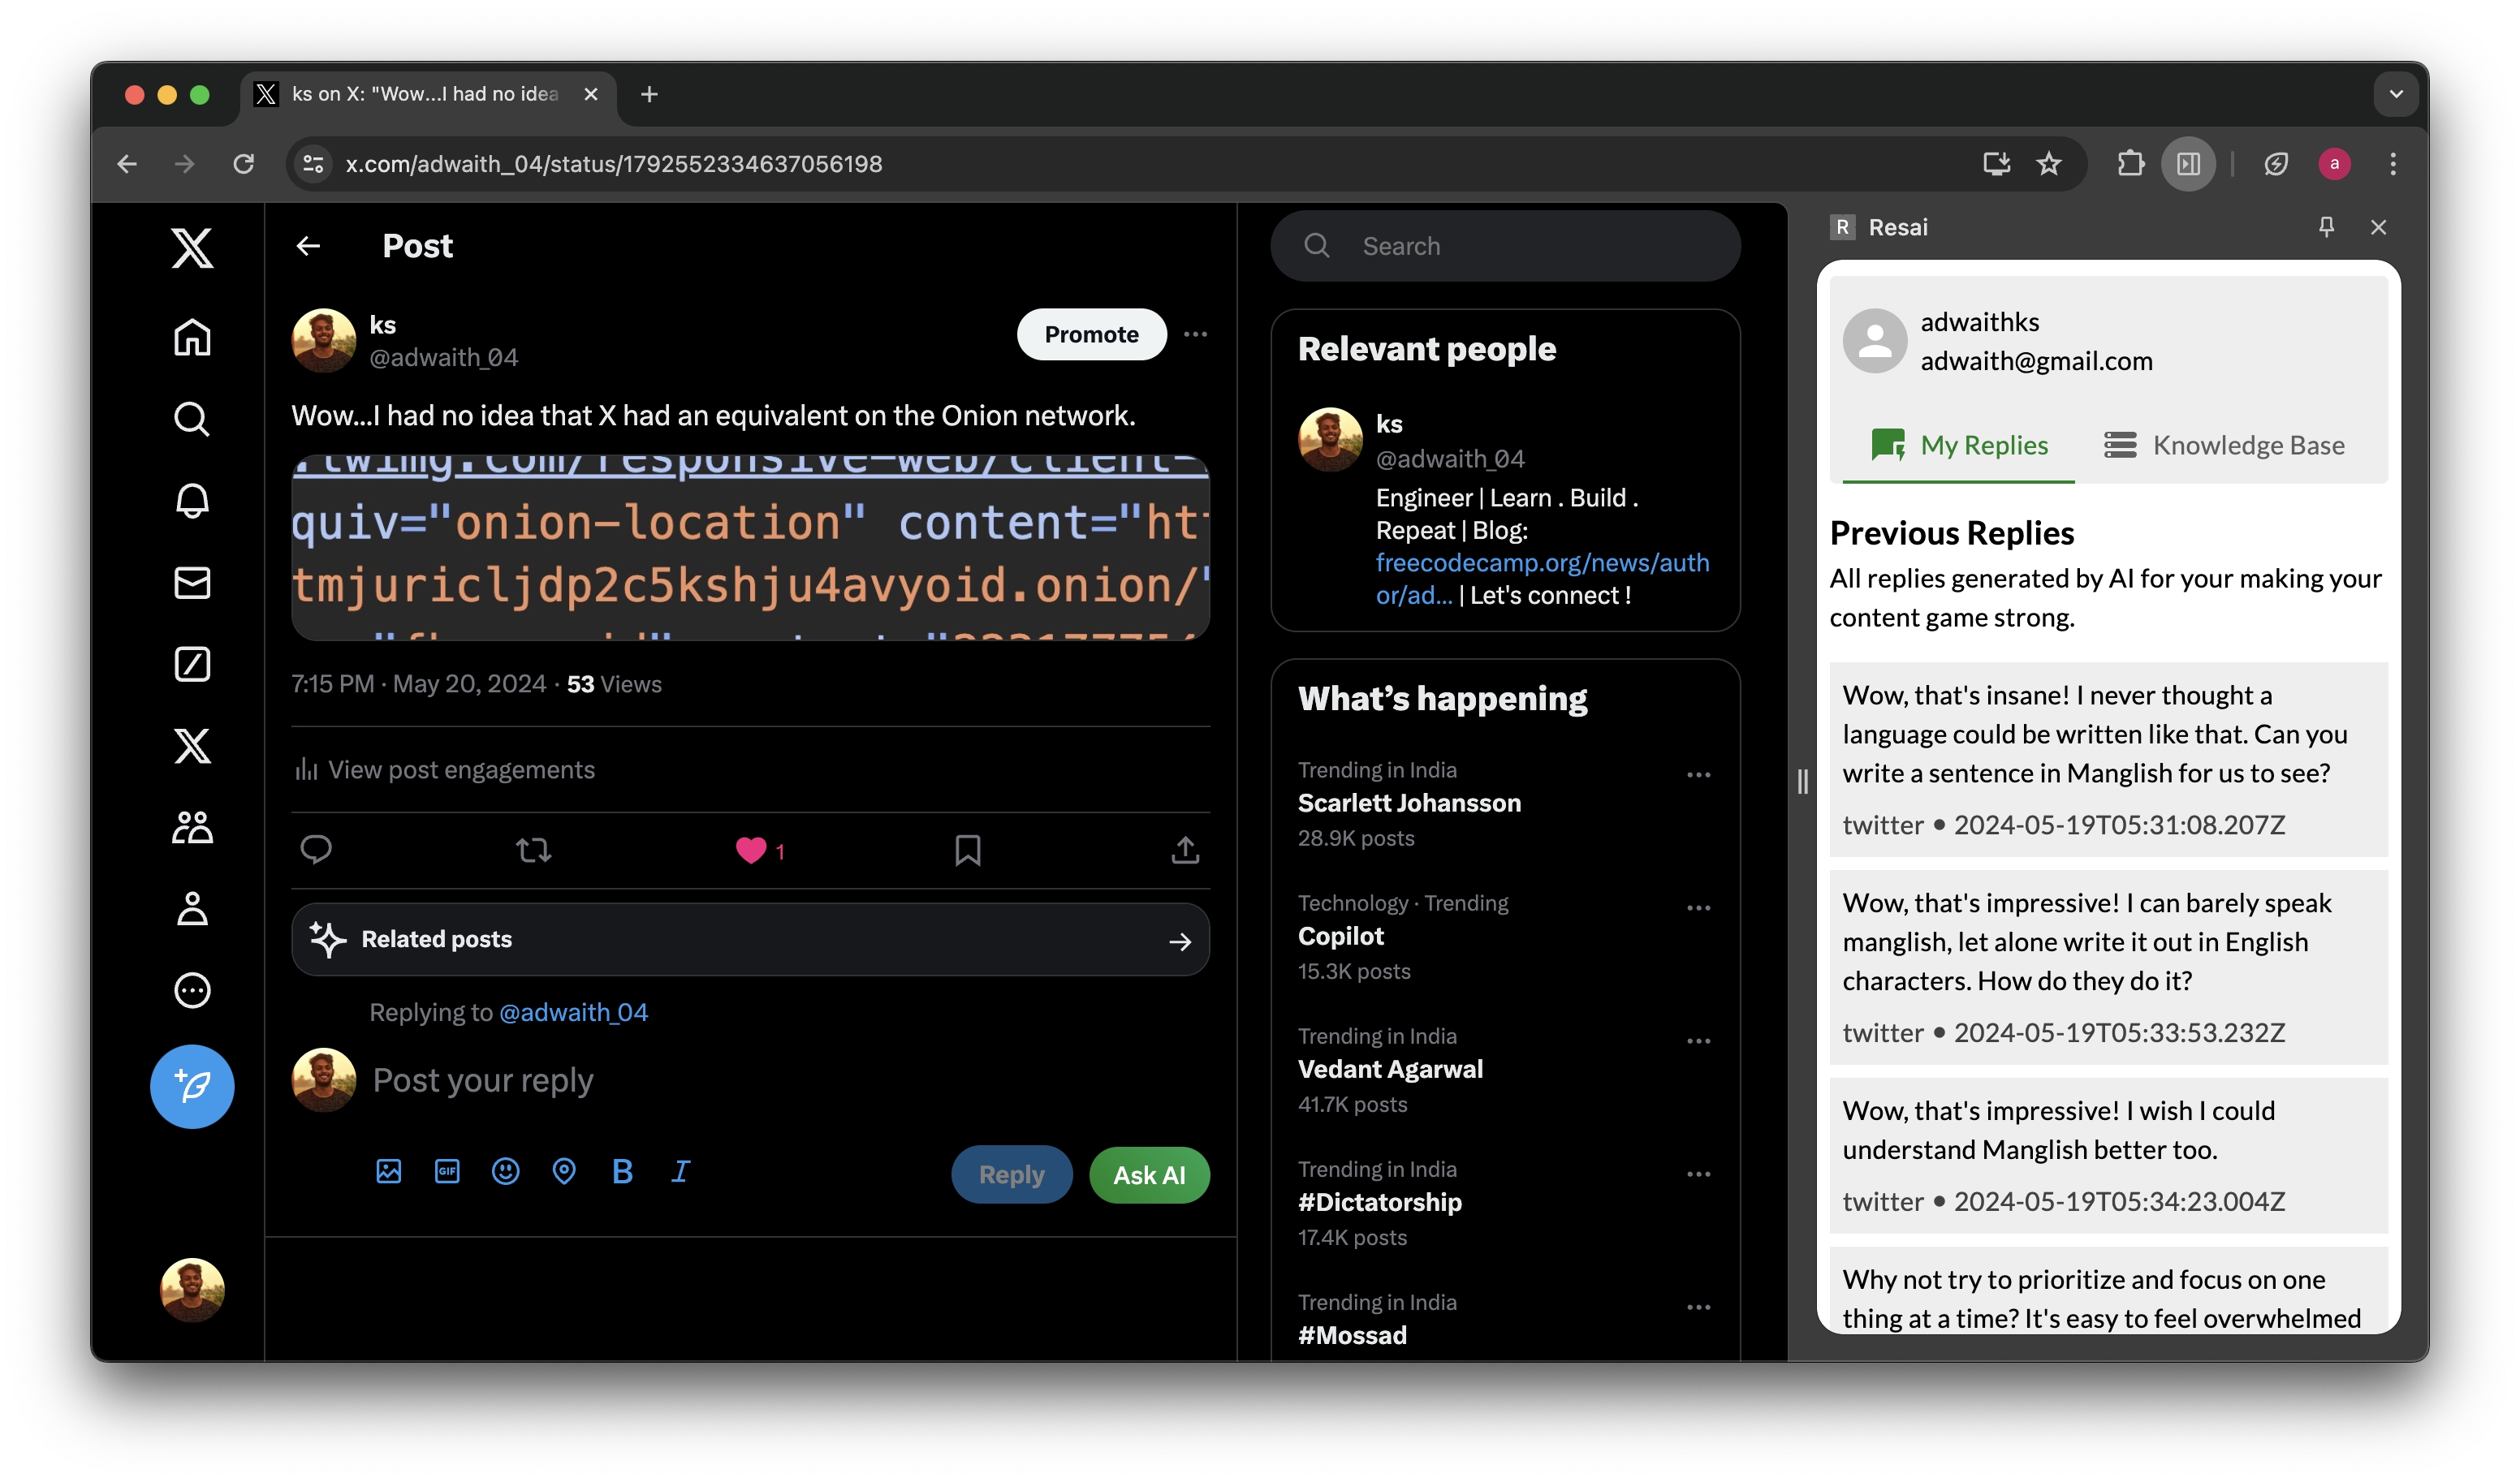 ks on X: "Wow...I had no idea
x.com/adwaith_04/status/1792552334637056198
a
Post
ks
@adwaith_04
Promote
Wow...I had no idea that X had an equivalent on the Onion network.
.twimg.com/responsive-web/client-
quiv="onion-location" content="htt
tmjuricljdp2c5kshju4avyoid.onion/"
7:15 PM · May 20, 2024 · 53 Views
View post engagements
1
Related posts
Replying to @adwaith_04
Post your reply
GIF
B I
Reply
Ask AI
Search
Relevant people
ks
@adwaith_04
Engineer | Learn . Build .
Repeat | Blog:
freecodecamp.org/news/auth
or/ad... | Let's connect !
What's happening
Trending in India
Scarlett Johansson
28.9K posts
Technology · Trending
Copilot
15.3K posts
Trending in India
Vedant Agarwal
41.7K posts
Trending in India
#Dictatorship
17.4K posts
Trending in India
#Mossad
R Resai
adwaithks
adwaith@gmail.com
My Replies
Knowledge Base
Previous Replies
All replies generated by AI for your making your
content game strong.
Wow, that's insane! I never thought a
language could be written like that. Can you
write a sentence in Manglish for us to see?
twitter • 2024-05-19T05:31:08.207Z
Wow, that's impressive! I can barely speak
manglish, let alone write it out in English
characters. How do they do it?
twitter • 2024-05-19T05:33:53.232Z
Wow, that's impressive! I wish I could
understand Manglish better too.
twitter • 2024-05-19T05:34:23.004Z
Why not try to prioritize and focus on one
thing at a time? It's easy to feel overwhelmed